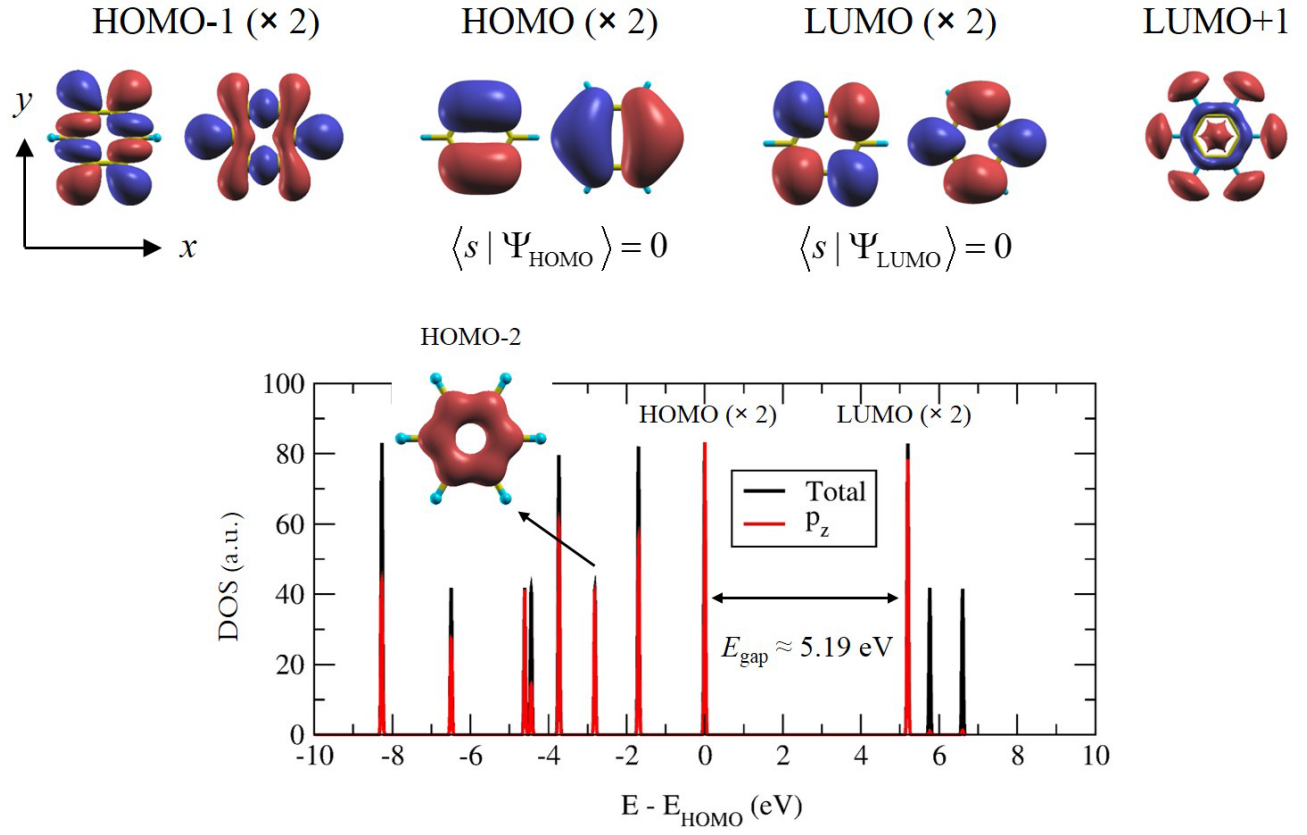 HOMO-1 (× 2)
HOMO (× 2)
LUMO (× 2)
LUMO+1
y
x
⟨s | Ψ_HOMO⟩ = 0
⟨s | Ψ_LUMO⟩ = 0
HOMO-2
HOMO (× 2)
LUMO (× 2)
Total
p_z
E_gap ≈ 5.19 eV
DOS (a.u.)
100
80
60
40
20
0
-10 -8 -6 -4 -2 0 2 4 6 8 10
E - E_HOMO (eV)